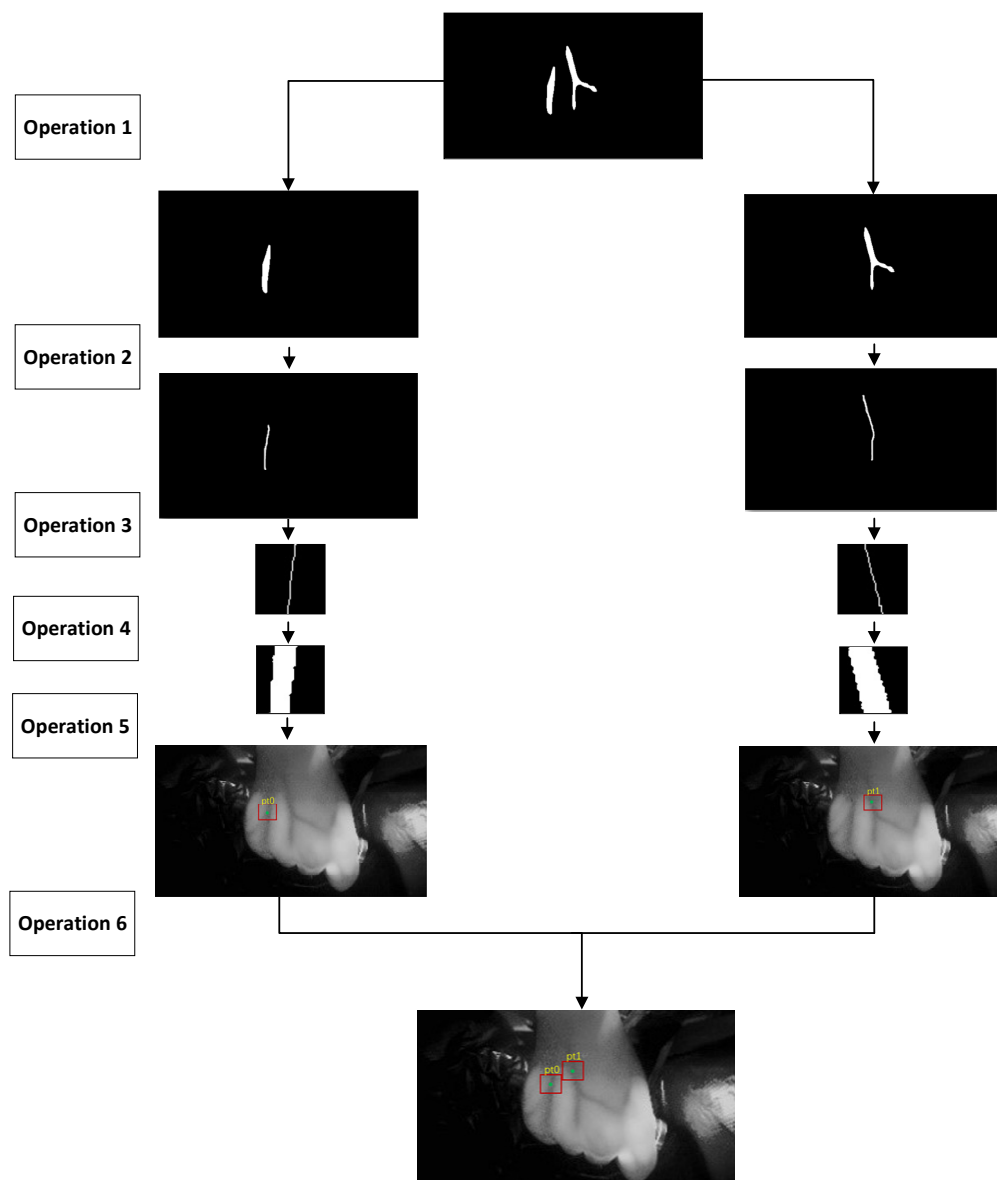 Operation 1
Operation 2
Operation 3
Operation 4
Operation 5
pt0
pt1
Operation 6
pt1
pt0